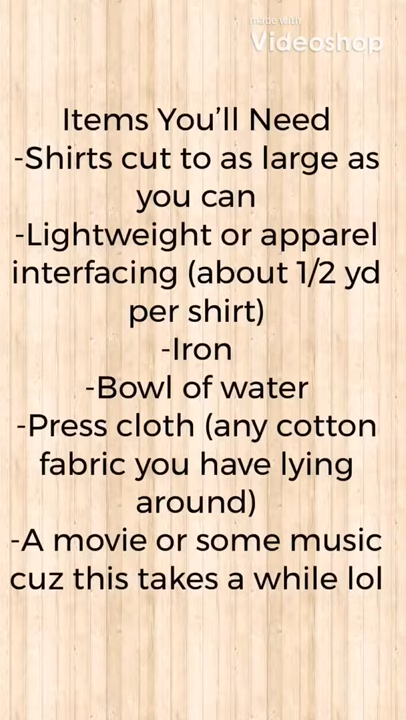 made with
Videoshop
Items You'll Need
-Shirts cut to as large as
you can
-Lightweight or apparel
interfacing (about 1/2 yd
per shirt)
-Iron
-Bowl of water
-Press cloth (any cotton
fabric you have lying
around)
-A movie or some music
cuz this takes a while lol